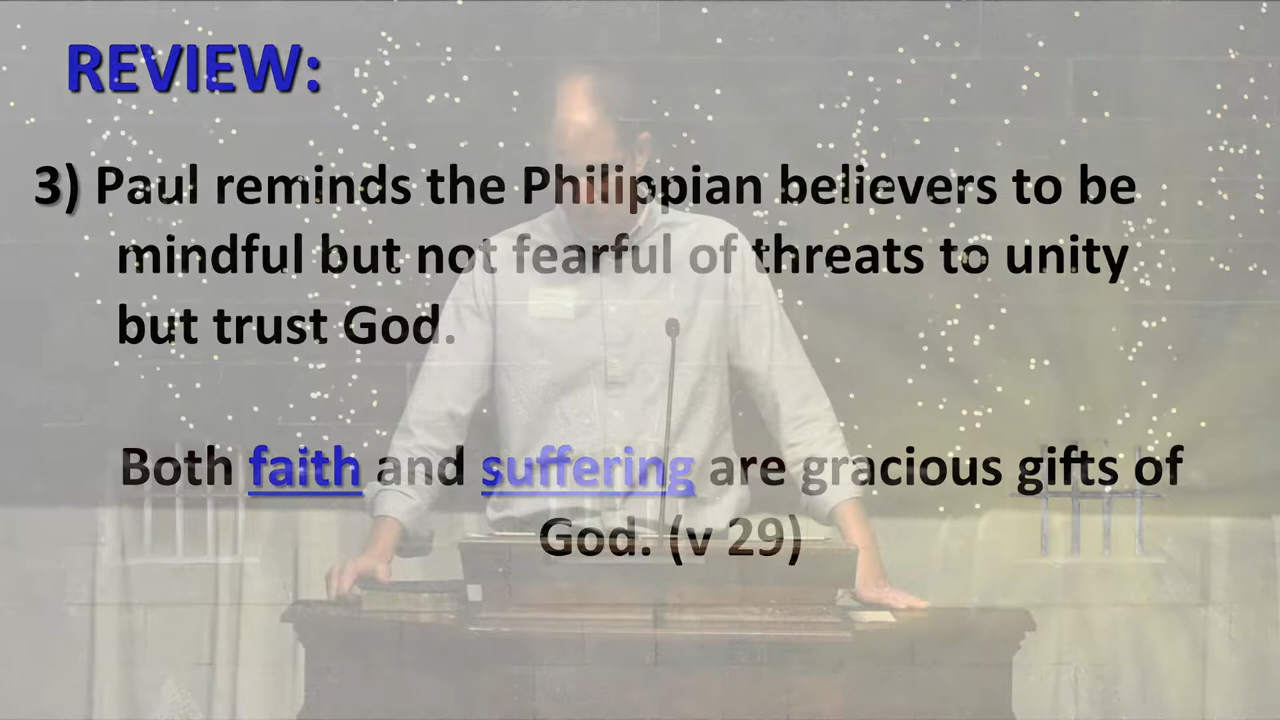 REVIEW:
3) Paul reminds the Philippian believers to be
mindful but not fearful of threats to unity
but trust God.
Both faith and suffering are gracious gifts of
God. (v 29)